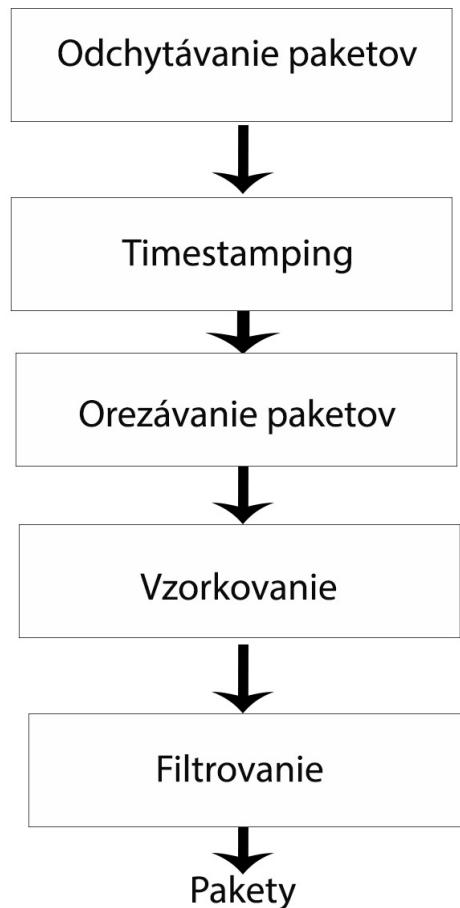 Odchytávanie paketov
Timestamping
Orezávanie paketov
Vzorkovanie
Filtrovanie
Pakety